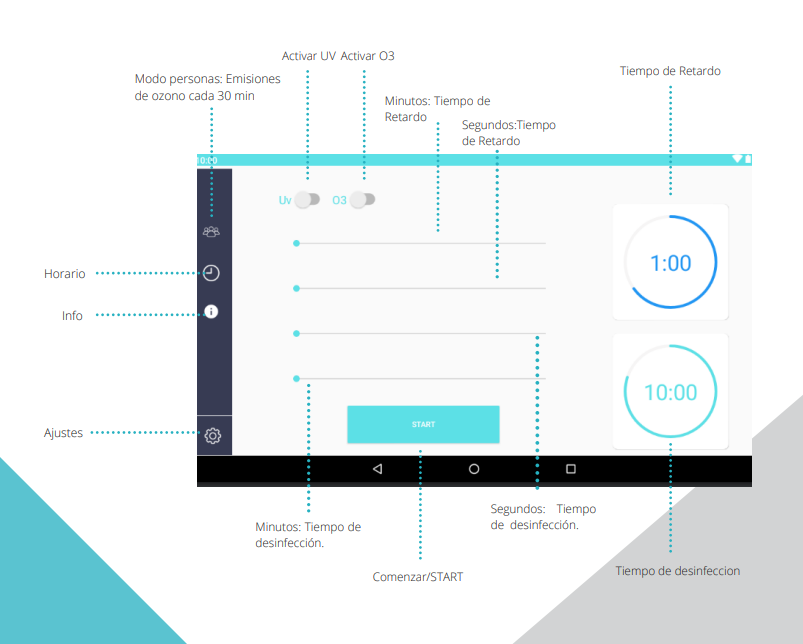 Activar UV Activar O3
Modo personas: Emisiones
de ozono cada 30 min
Tiempo de Retardo
Minutos: Tiempo de
Retardo
Segundos:Tiempo
de Retardo
10:00
Uv O3
1:00
Horario
Info
10:00
Ajustes
START
Segundos: Tiempo
de desinfección.
Minutos: Tiempo de
desinfección.
Comenzar/START
Tiempo de desinfeccion